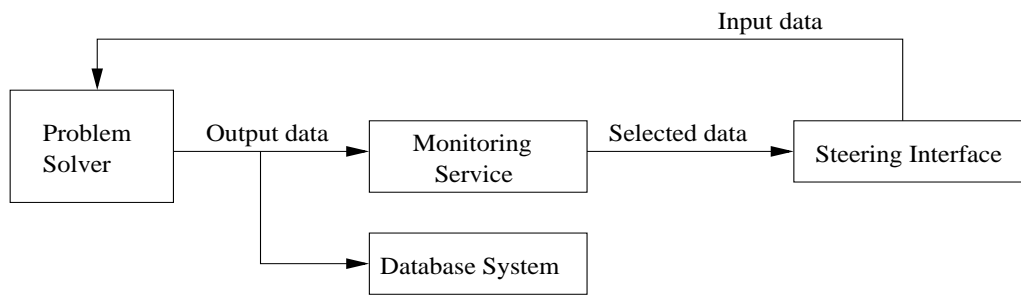 Input data
Problem
Solver
Output data
Monitoring
Service
Selected data
Steering Interface
Database System